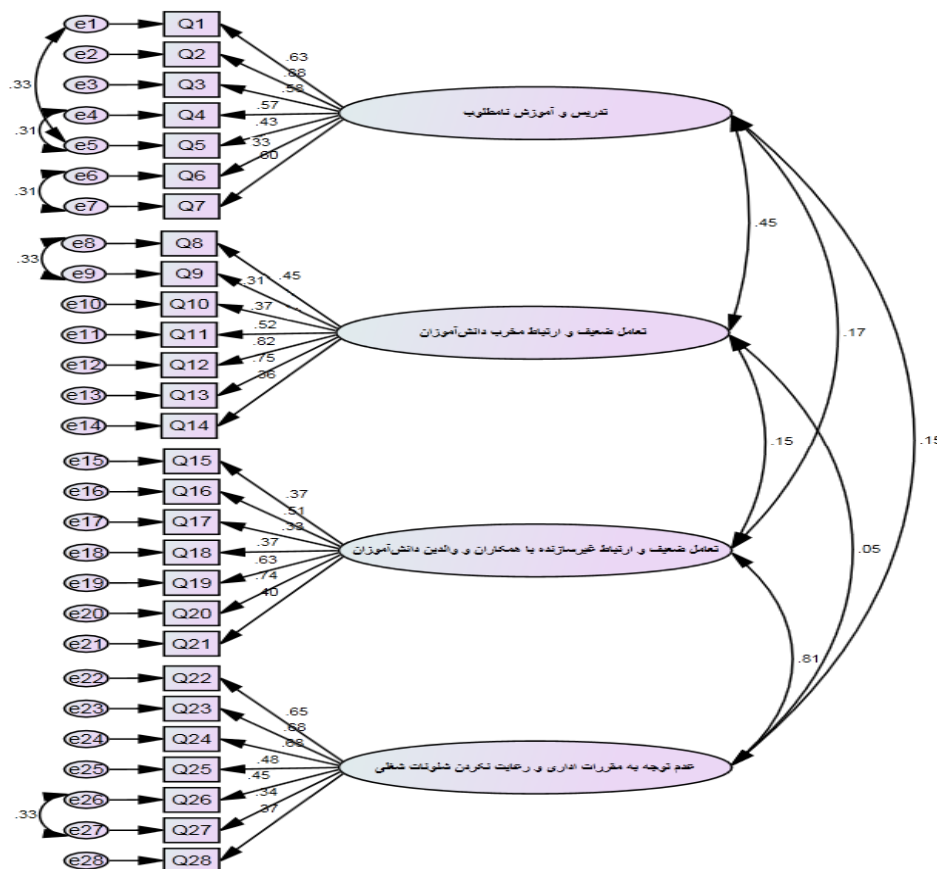 e1 Q1
e2 Q2
e3 Q3
e4 Q4
e5 Q5
e6 Q6
e7 Q7
.33
.31
.31
.63
.68
.58
.57
.43
.33
.60
تدریس و آموزش نامطلوب
e8 Q8
e9 Q9
e10 Q10
e11 Q11
e12 Q12
e13 Q13
e14 Q14
.33
.45
.31
.37
.52
.82
.75
.36
تعامل ضعیف و ارتباط مخرب دانش‌آموزان
e15 Q15
e16 Q16
e17 Q17
e18 Q18
e19 Q19
e20 Q20
e21 Q21
.37
.51
.33
.37
.63
.74
.40
تعامل ضعیف و ارتباط غیرسازنده با همکاران و والدین دانش‌آموزان
e22 Q22
e23 Q23
e24 Q24
e25 Q25
e26 Q26
e27 Q27
e28 Q28
.33
.65
.68
.68
.48
.45
.34
.37
عدم توجه به مقررات اداری و رعایت نکردن شئونات شغلی
.45
.17
.15
.15
.05
.81